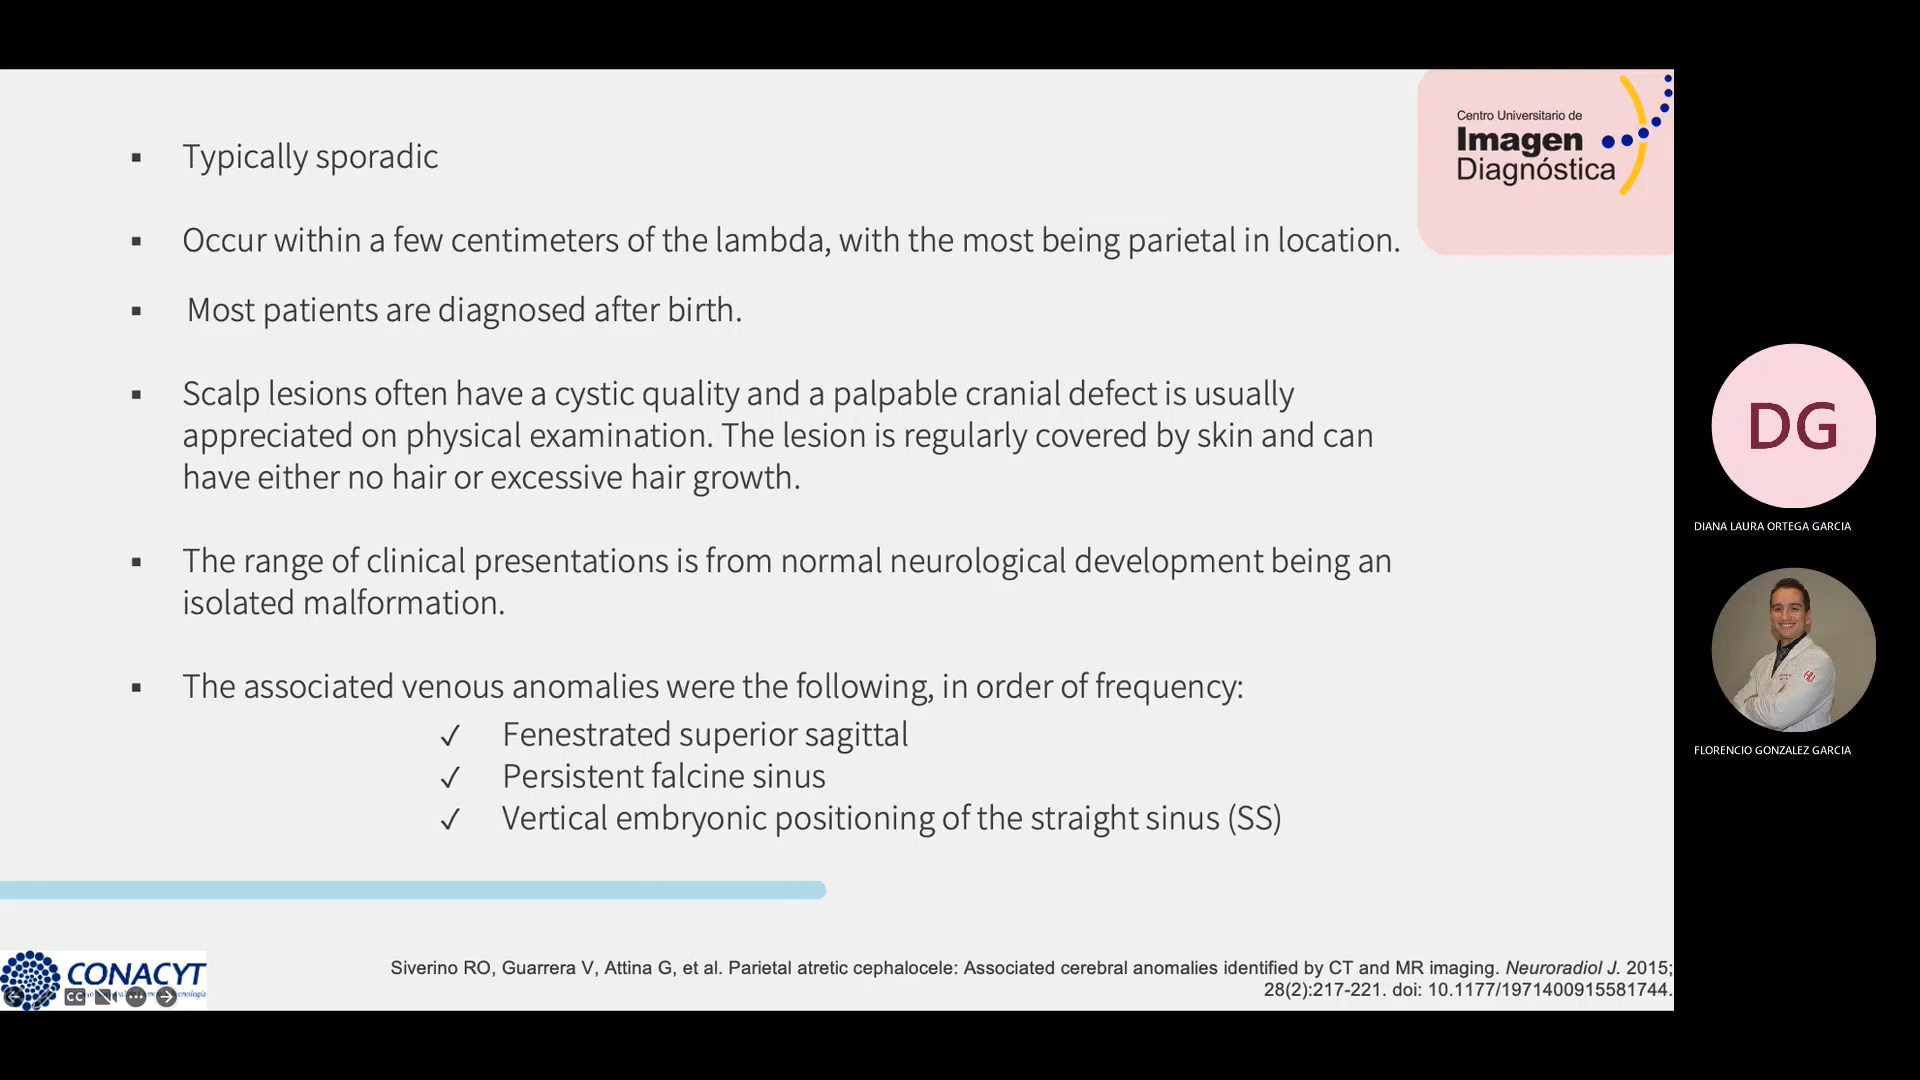 Centro Universitario de
Imagen
Diagnóstica
▪ Typically sporadic
▪ Occur within a few centimeters of the lambda, with the most being parietal in location.
▪ Most patients are diagnosed after birth.
▪ Scalp lesions often have a cystic quality and a palpable cranial defect is usually
appreciated on physical examination. The lesion is regularly covered by skin and can
have either no hair or excessive hair growth.
▪ The range of clinical presentations is from normal neurological development being an
isolated malformation.
▪ The associated venous anomalies were the following, in order of frequency:
✓ Fenestrated superior sagittal
✓ Persistent falcine sinus
✓ Vertical embryonic positioning of the straight sinus (SS)
CONACYT
CC
Siverino RO, Guarrera V, Attina G, et al. Parietal atretic cephalocele: Associated cerebral anomalies identified by CT and MR imaging. Neuroradiol J. 2015;
28(2):217-221. doi: 10.1177/1971400915581744.
DG
DIANA LAURA ORTEGA GARCIA
FLORENCIO GONZALEZ GARCIA